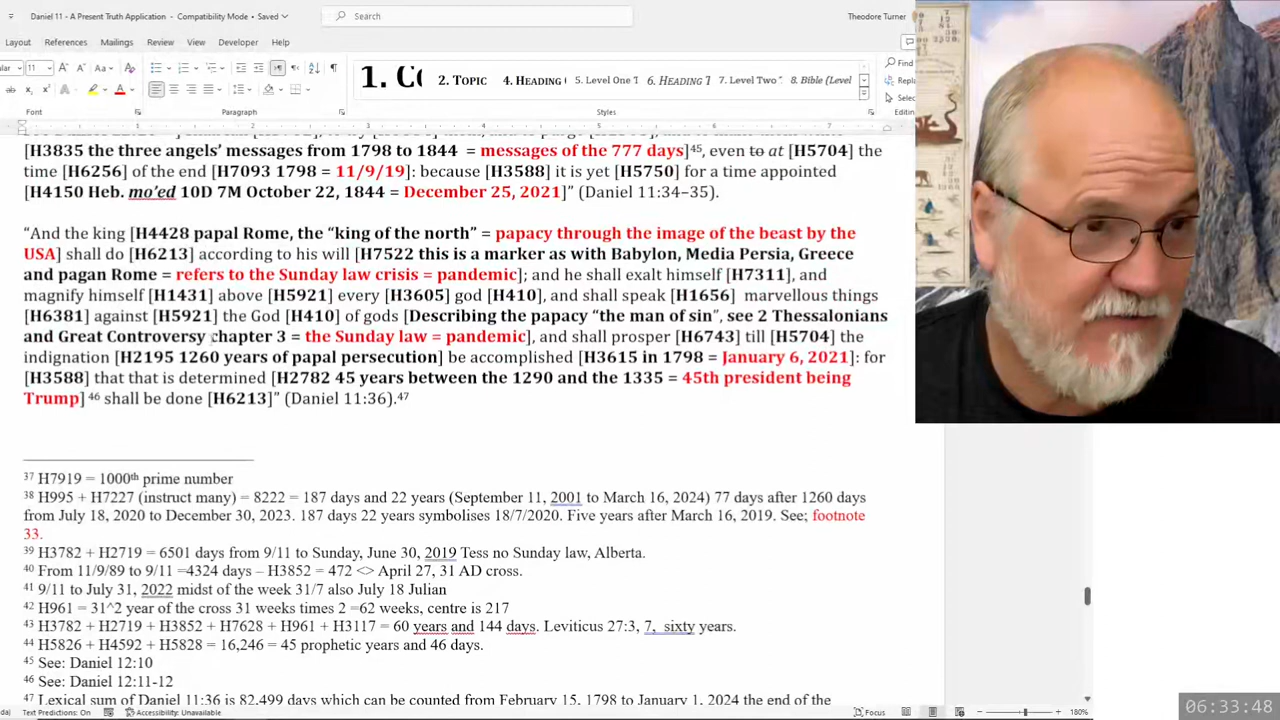 Daniel 11 - A Present Truth Application - Compatibility Mode • Saved
Search
Theodore Turner
Layout References Mailings Review View Developer Help
11
Find
Repla
Selec
1. Co
2. Topic
4. Heading 1
5. Level One T
6. Heading T
7. Level Two
8. Bible (Level
Font Paragraph Styles
1 2 3 4 5 6 7
[H3835 the three angels’ messages from 1798 to 1844 = messages of the 777 days]45, even to at [H5704] the
time [H6256] of the end [H7093 1798 = 11/9/19]: because [H3588] it is yet [H5750] for a time appointed
[H4150 Heb. mo’ed 10D 7M October 22, 1844 = December 25, 2021]” (Daniel 11:34–35).
“And the king [H4428 papal Rome, the “king of the north” = papacy through the image of the beast by the
USA] shall do [H6213] according to his will [H7522 this is a marker as with Babylon, Media Persia, Greece
and pagan Rome = refers to the Sunday law crisis = pandemic]; and he shall exalt himself [H7311], and
magnify himself [H1431] above [H5921] every [H3605] god [H410], and shall speak [H1656] marvellous things
[H6381] against [H5921] the God [H410] of gods [Describing the papacy “the man of sin”, see 2 Thessalonians
and Great Controversy chapter 3 = the Sunday law = pandemic], and shall prosper [H6743] till [H5704] the
indignation [H2195 1260 years of papal persecution] be accomplished [H3615 in 1798 = January 6, 2021]: for
[H3588] that that is determined [H2782 45 years between the 1290 and the 1335 = 45th president being
Trump] 46 shall be done [H6213]” (Daniel 11:36).47
37 H7919 = 1000th prime number
38 H995 + H7227 (instruct many) = 8222 = 187 days and 22 years (September 11, 2001 to March 16, 2024) 77 days after 1260 days
from July 18, 2020 to December 30, 2023. 187 days 22 years symbolises 18/7/2020. Five years after March 16, 2019. See; footnote
33.
39 H3782 + H2719 = 6501 days from 9/11 to Sunday, June 30, 2019 Tess no Sunday law, Alberta.
40 From 11/9/89 to 9/11 =4324 days – H3852 = 472 <> April 27, 31 AD cross.
41 9/11 to July 31, 2022 midst of the week 31/7 also July 18 Julian
42 H961 = 31^2 year of the cross 31 weeks times 2 =62 weeks, centre is 217
43 H3782 + H2719 + H3852 + H7628 + H961 + H3117 = 60 years and 144 days. Leviticus 27:3, 7, sixty years.
44 H5826 + H4592 + H5828 = 16,246 = 45 prophetic years and 46 days.
45 See: Daniel 12:10
46 See: Daniel 12:11-12
47 Lexical sum of Daniel 11:36 is 82,499 days which can be counted from February 15, 1798 to January 1, 2024 the end of the
Text Predictions: On Accessibility: Unavailable Focus 180%
06:33:48